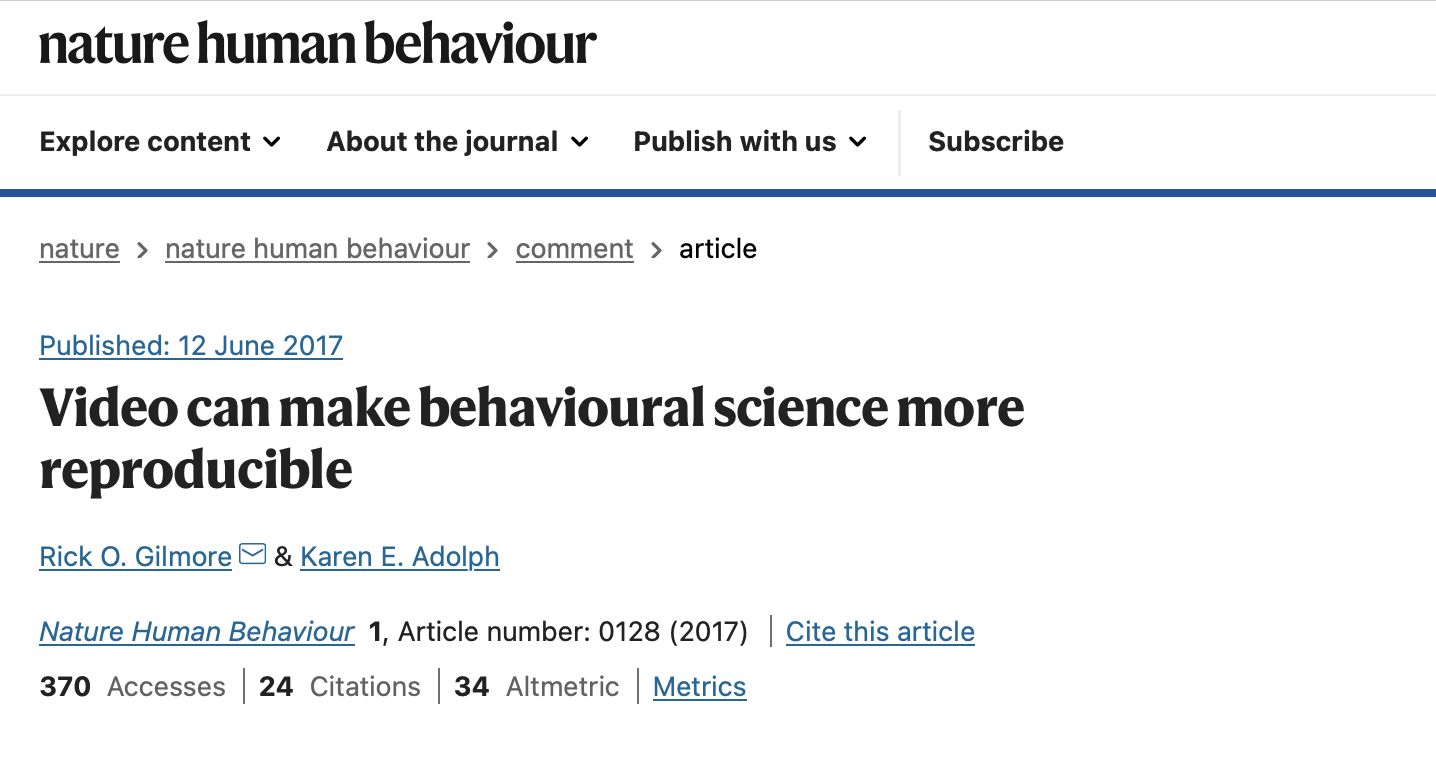 nature human behaviour
Explore content About the journal Publish with us Subscribe
nature > nature human behaviour > comment > article
Published: 12 June 2017
Video can make behavioural science more
reproducible
Rick O. Gilmore & Karen E. Adolph
Nature Human Behaviour 1, Article number: 0128 (2017) | Cite this article
370 Accesses | 24 Citations | 34 Altmetric | Metrics